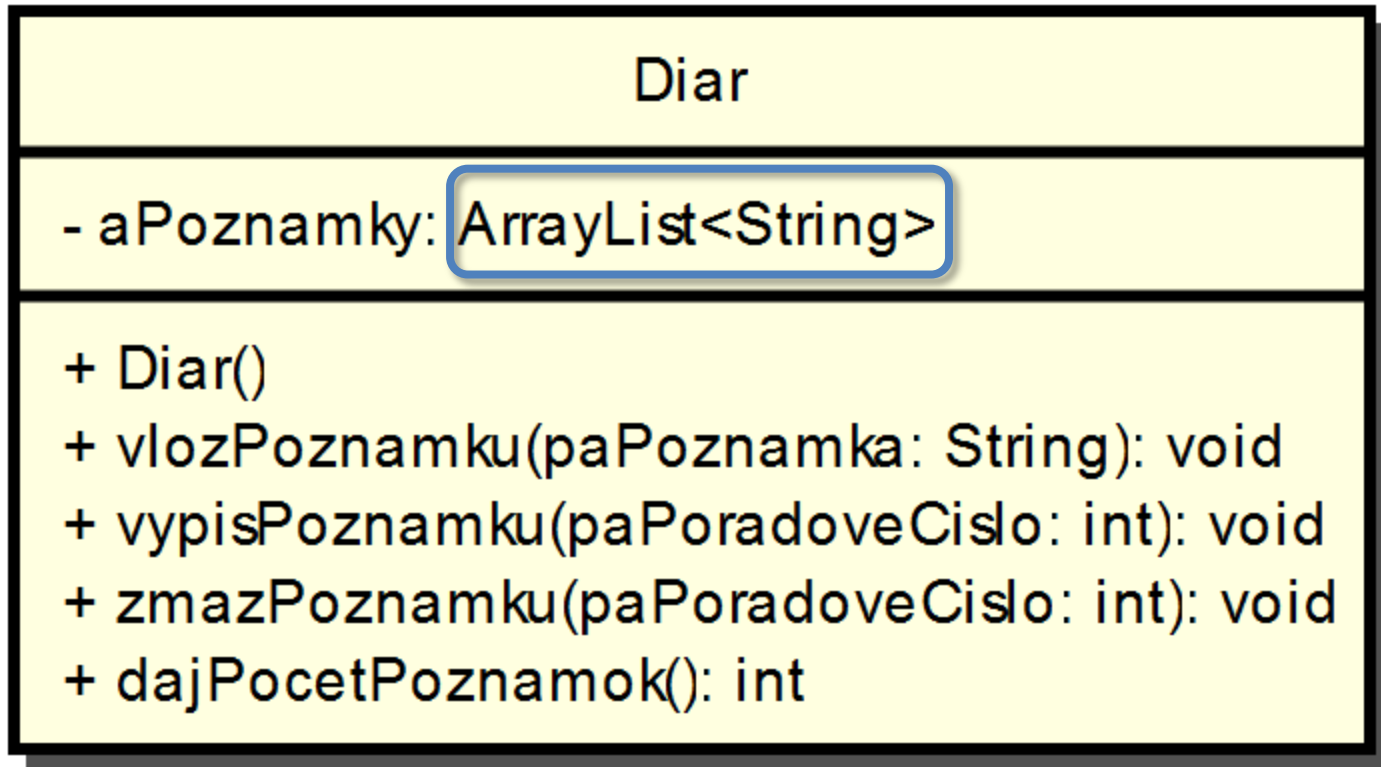 Diar
- aPoznamky: ArrayList<String>
+ Diar()
+ vlozPoznamku(paPoznamka: String): void
+ vypisPoznamku(paPoradoveCislo: int): void
+ zmazPoznamku(paPoradoveCislo: int): void
+ dajPocetPoznamok(): int